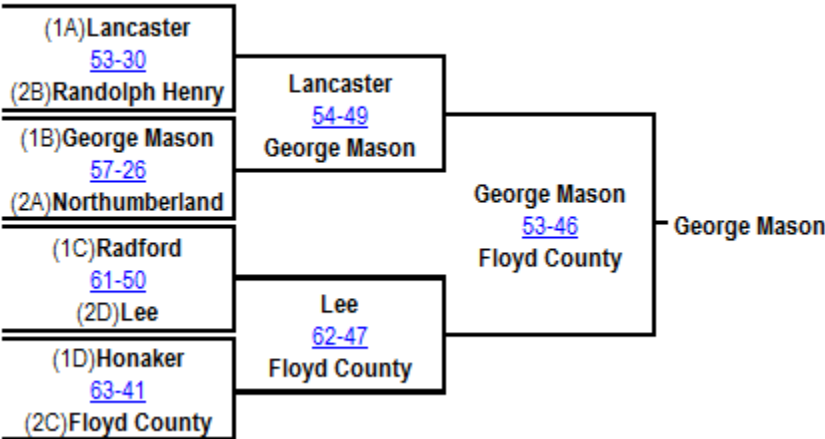 (1A)Lancaster
53-30
(2B)Randolph Henry
(1B)George Mason
57-26
(2A)Northumberland
(1C)Radford
61-50
(2D)Lee
(1D)Honaker
63-41
(2C)Floyd County
Lancaster
54-49
George Mason
Lee
62-47
Floyd County
George Mason
53-46
Floyd County
George Mason